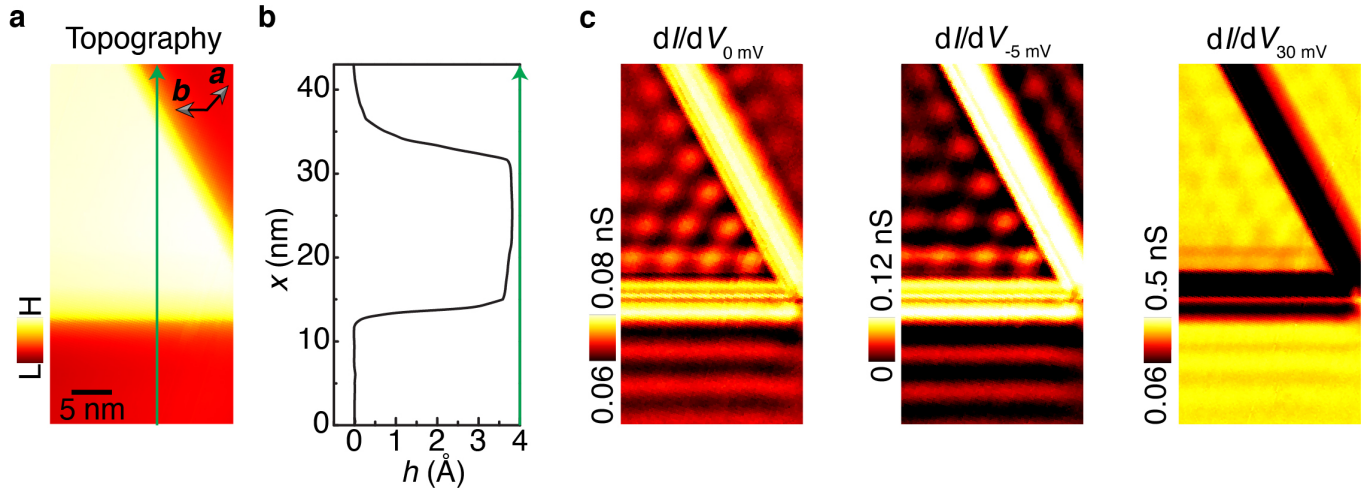 a
Topography
b
a
L
H
5 nm
b
x (nm)
40
30
20
10
0
0 1 2 3 4
h (Å)
c
dI/dV0 mV
0.06
0.08 nS
dI/dV-5 mV
0
0.12 nS
dI/dV30 mV
0.06
0.5 nS